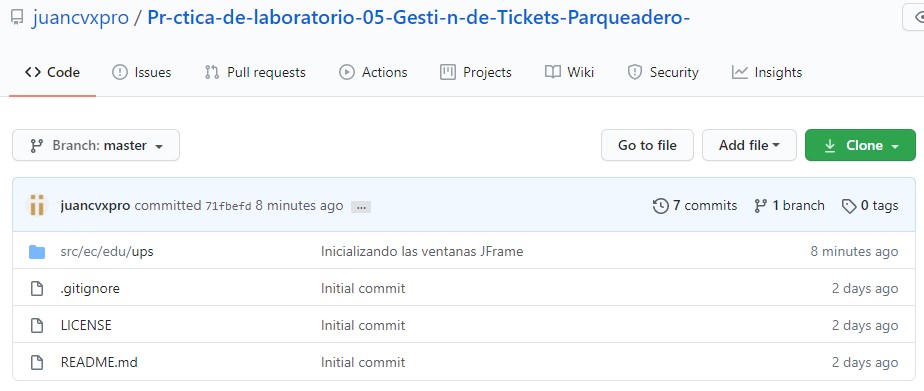 juancvxpro / Pr-ctica-de-laboratorio-05-Gesti-n-de-Tickets-Parqueadero-
Code Issues Pull requests Actions Projects Wiki Security Insights
Branch: master Go to file Add file Clone
juancvxpro committed 71fbefd 8 minutes ago ... 7 commits 1 branch 0 tags
src/ec/edu/ups Inicializando las ventanas JFrame 8 minutes ago
.gitignore Initial commit 2 days ago
LICENSE Initial commit 2 days ago
README.md Initial commit 2 days ago